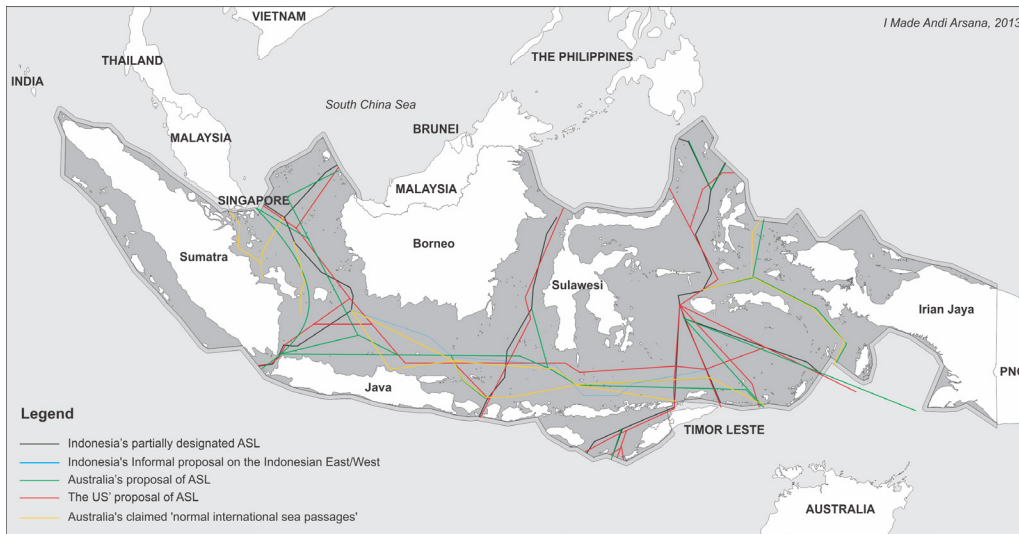 VIETNAM
I Made Andi Arsana, 2013
THAILAND
THE PHILIPPINES
INDIA
South China Sea
BRUNEI
MALAYSIA
MALAYSIA
SINGAPORE
Borneo
Sumatra
Sulawesi
Irian Jaya
PNG
Java
Legend
TIMOR LESTE
Indonesia's partially designated ASL
Indonesia's Informal proposal on the Indonesian East/West
Australia's proposal of ASL
The US' proposal of ASL
Australia's claimed 'normal international sea passages'
AUSTRALIA